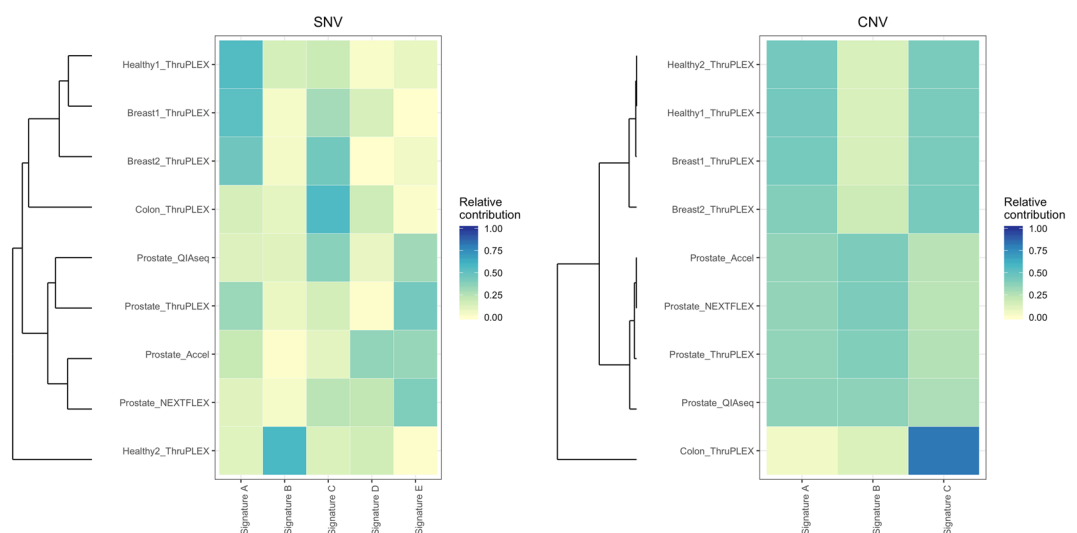 SNV
Healthy1_ThruPLEX
Breast1_ThruPLEX
Breast2_ThruPLEX
Colon_ThruPLEX
Prostate_QIAseq
Prostate_ThruPLEX
Prostate_Accel
Prostate_NEXTFLEX
Healthy2_ThruPLEX
Signature A
Signature B
Signature C
Signature D
Signature E
Relative
contribution
1.00
0.75
0.50
0.25
0.00
CNV
Healthy2_ThruPLEX
Healthy1_ThruPLEX
Breast1_ThruPLEX
Breast2_ThruPLEX
Prostate_Accel
Prostate_NEXTFLEX
Prostate_ThruPLEX
Prostate_QIAseq
Colon_ThruPLEX
Signature A
Signature B
Signature C
Relative
contribution
1.00
0.75
0.50
0.25
0.00